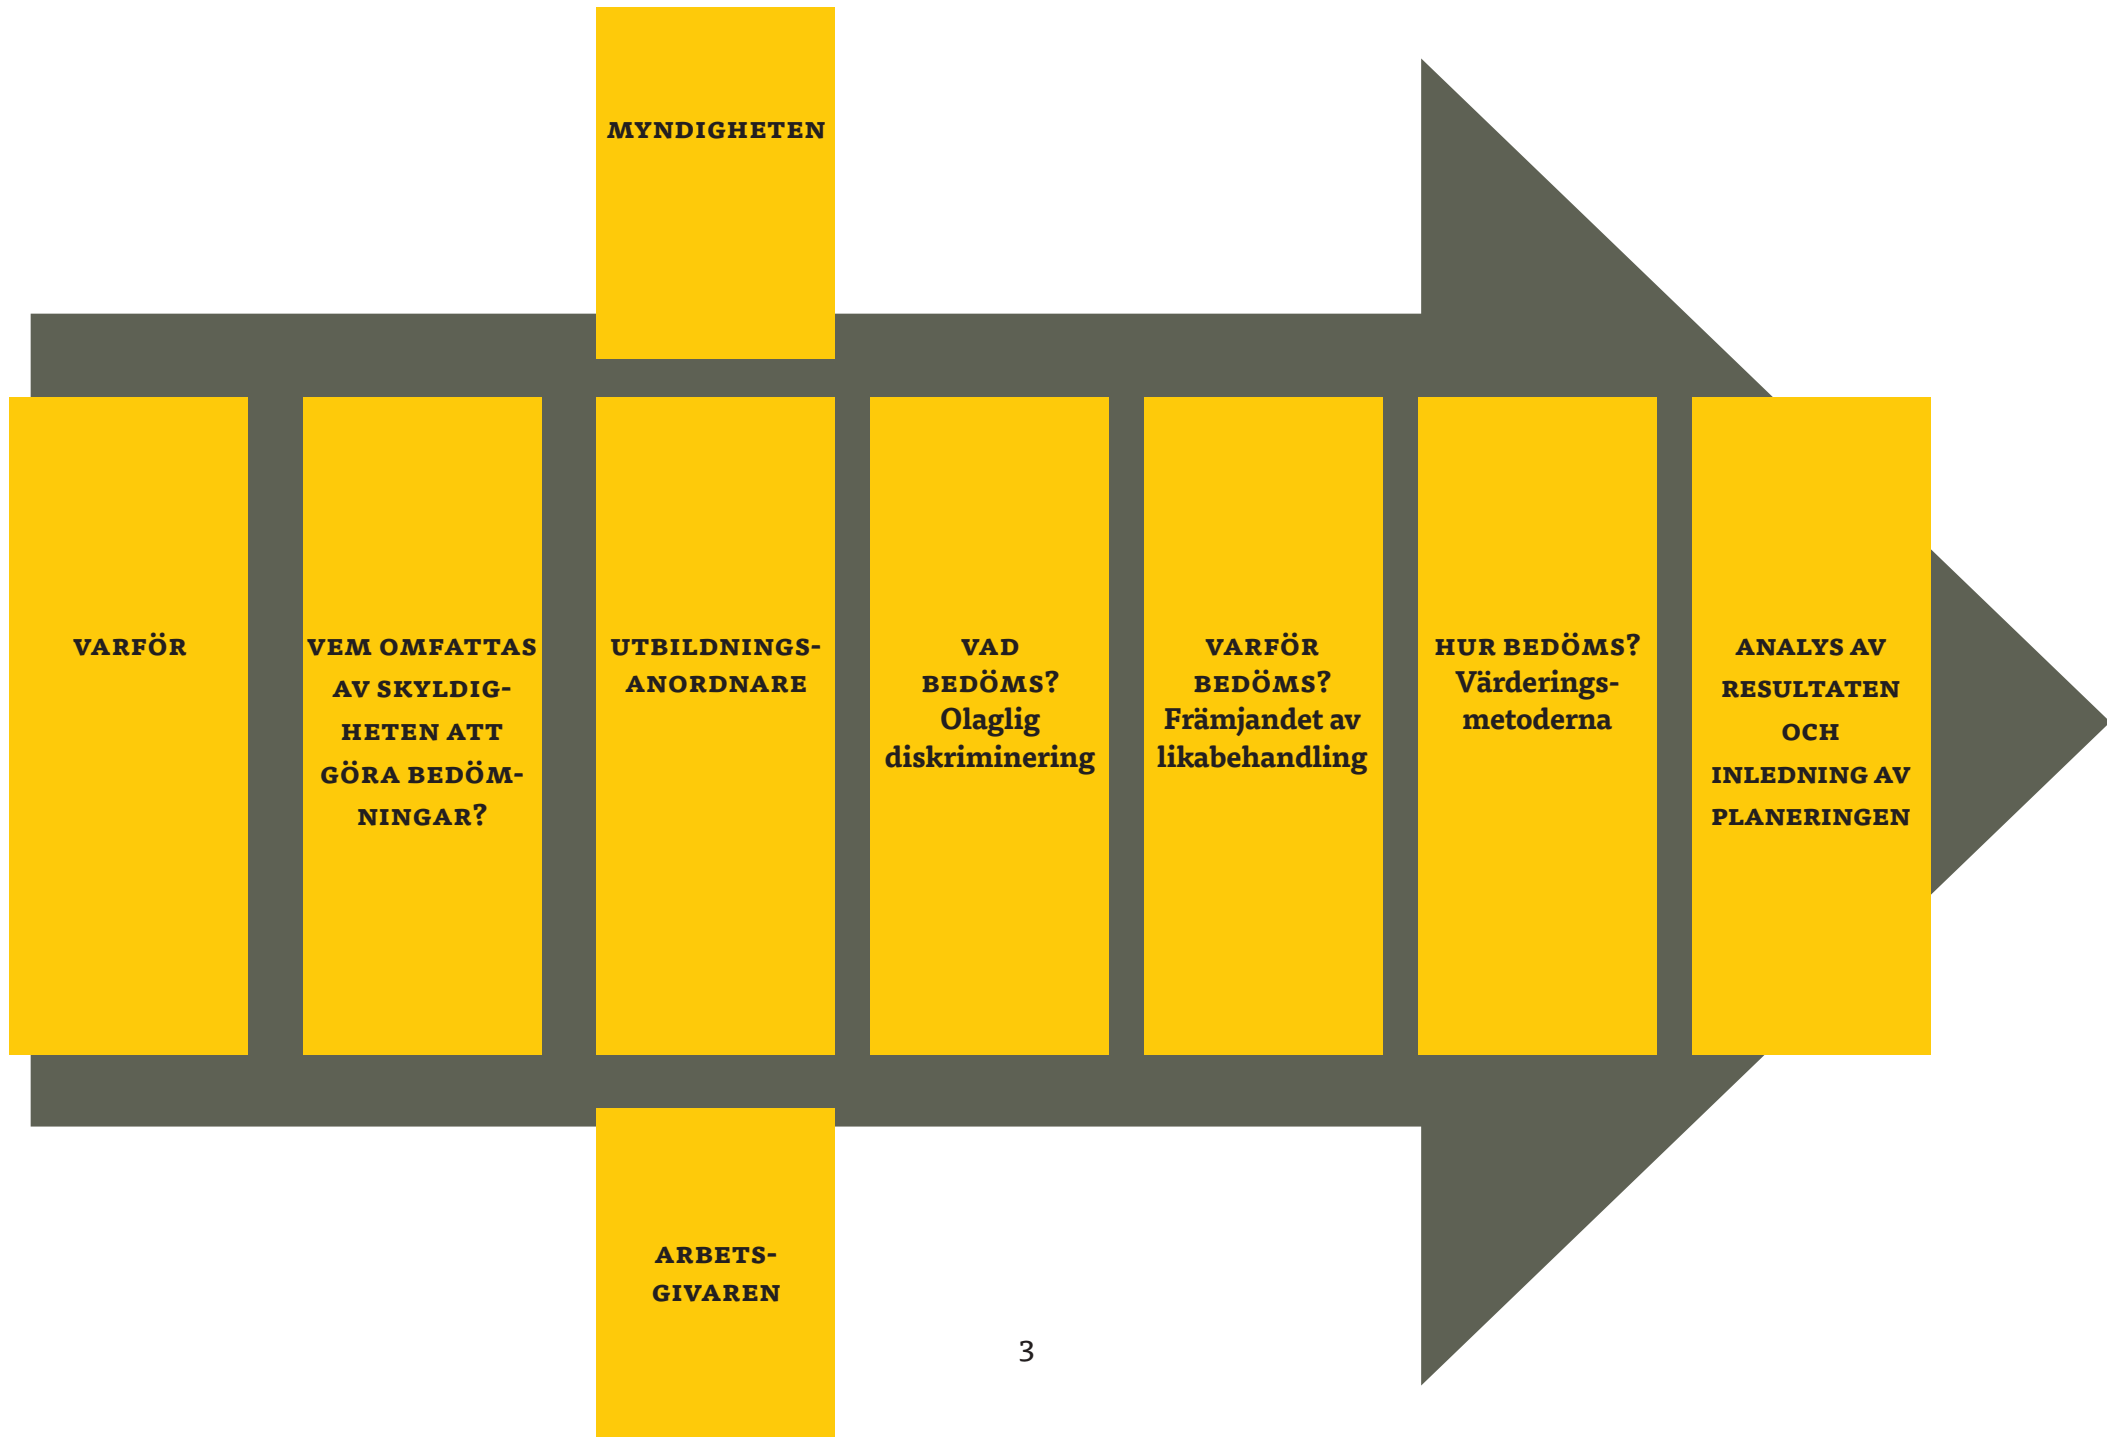 MYNDIGHETEN
VARFÖR
VEM OMFATTAS
AV SKYLDIG-
HETEN ATT
GÖRA BEDÖM-
NINGAR?
UTBILDNINGS-
ANORDNARE
VAD
BEDÖMS?
Olaglig
diskriminering
VARFÖR
BEDÖMS?
Främjandet av
likabehandling
HUR BEDÖMS?
Värderings-
metoderna
ANALYS AV
RESULTATEN
OCH
INLEDNING AV
PLANERINGEN
ARBETS-
GIVAREN
3